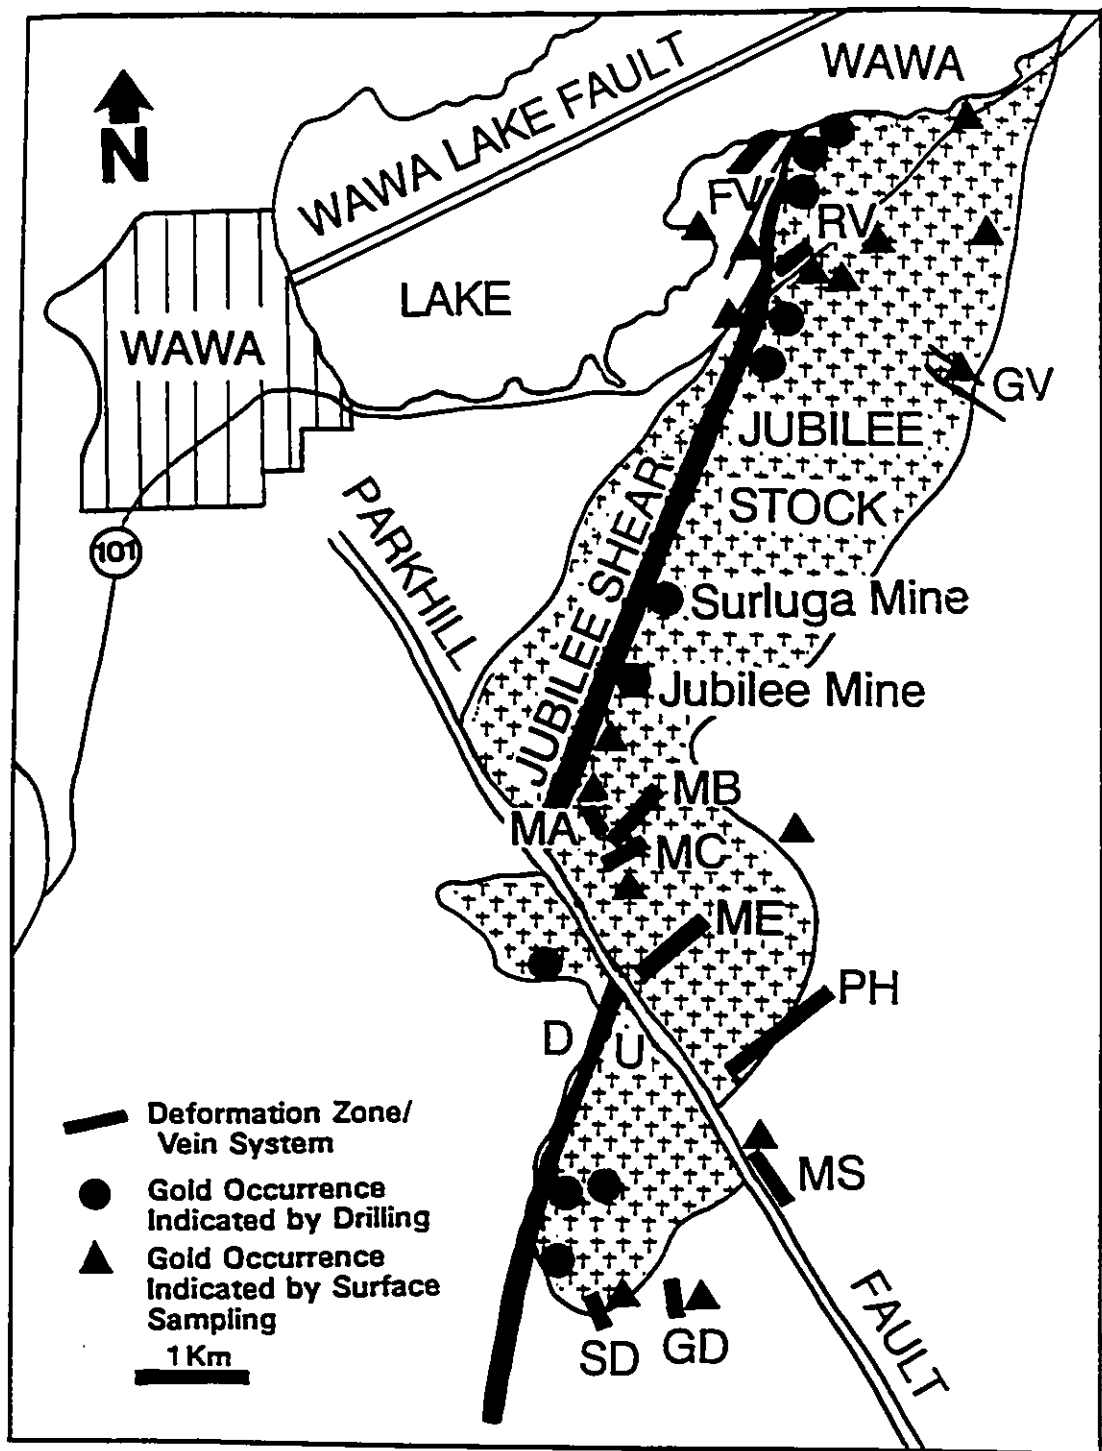 WAWA
WAWA LAKE FAULT
N
FV
RV
LAKE
WAWA
GV
JUBILEE
STOCK
JUBILEE SHEAR
PARKHILL
101
Surluga Mine
Jubilee Mine
MB
MA
MC
ME
PH
D
U
Deformation Zone/
Vein System
MS
Gold Occurrence
Indicated by Drilling
Gold Occurrence
Indicated by Surface
Sampling
FAULT
1 Km
SD
GD